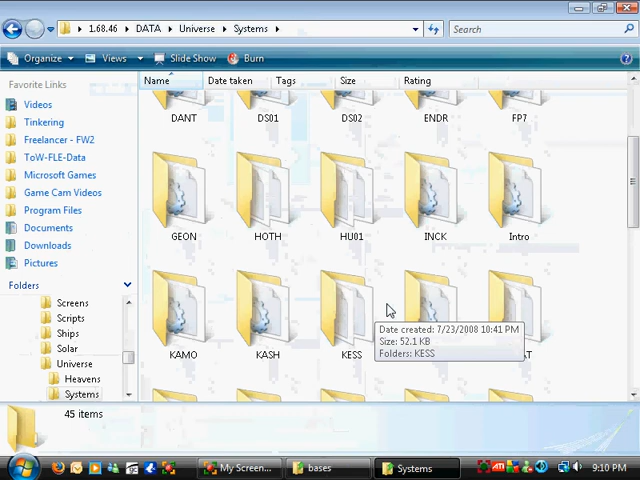 1.68.46 DATA Universe Systems Search
Organize Views Slide Show Burn
Favorite Links
Videos
Tinkering
Freelancer - FW2
ToW-FLE-Data
Microsoft Games
Game Cam Videos
Program Files
Documents
Downloads
Pictures
Folders
Screens
Scripts
Ships
Solar
Universe
Heavens
Systems
Name Date taken Tags Size Rating
DANT DS01 DS02 ENDR FP7
GEON HOTH HU01 INCK Intro
KAMO KASH KESS
Date created: 7/23/2008 10:41 PM
Size: 52.1 KB
Folders: KESS
45 items
My Screen... bases Systems 9:10 PM